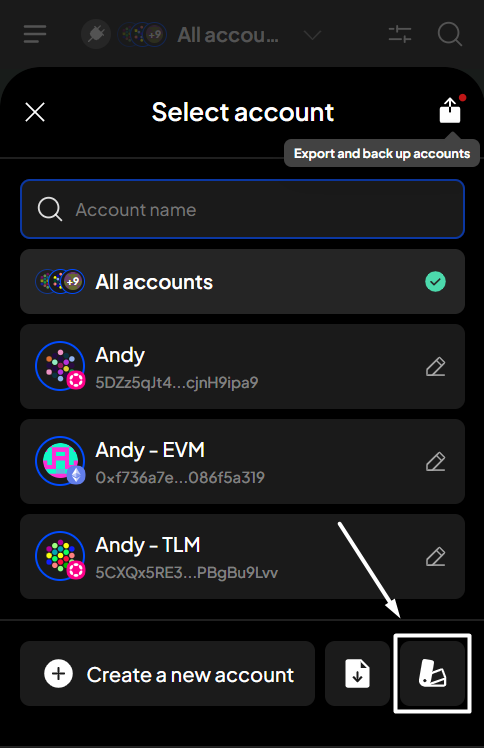 +9 All accou...
Select account
Export and back up accounts
Account name
+9 All accounts
Andy
5DZz5qJt4...cjnH9ipa9
Andy - EVM
0xf736a7e...086f5a319
Andy - TLM
5CXQx5RE3...PBgBu9Lvv
Create a new account